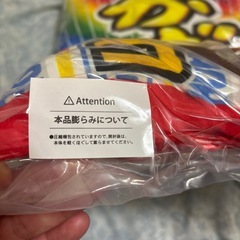 ⚠Attention
本品膨らみについて
●圧縮梱包されていますので、開封後は、
本体を軽くほぐして膨らませてください。